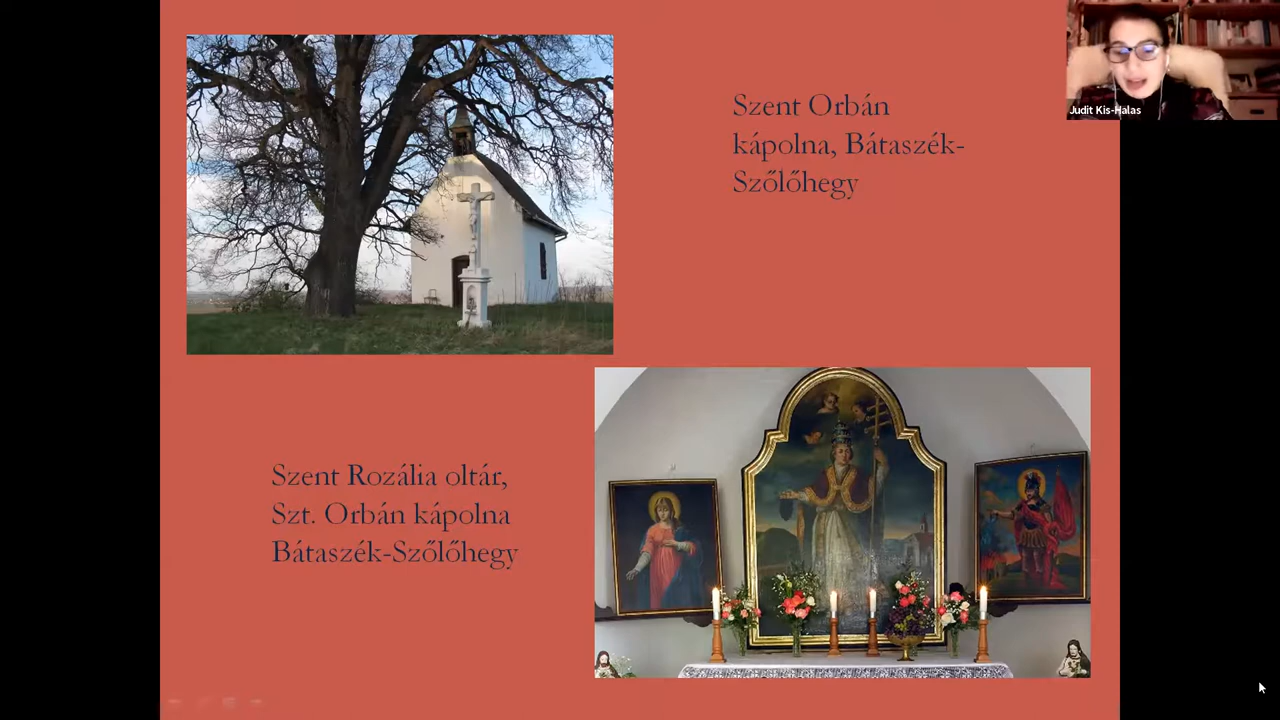 Szent Orbán
kápolna, Bátaszék-
Szőlőhegy
Judit Kis-Halas
Szent Rozália oltár,
Szt. Orbán kápolna
Bátaszék-Szőlőhegy